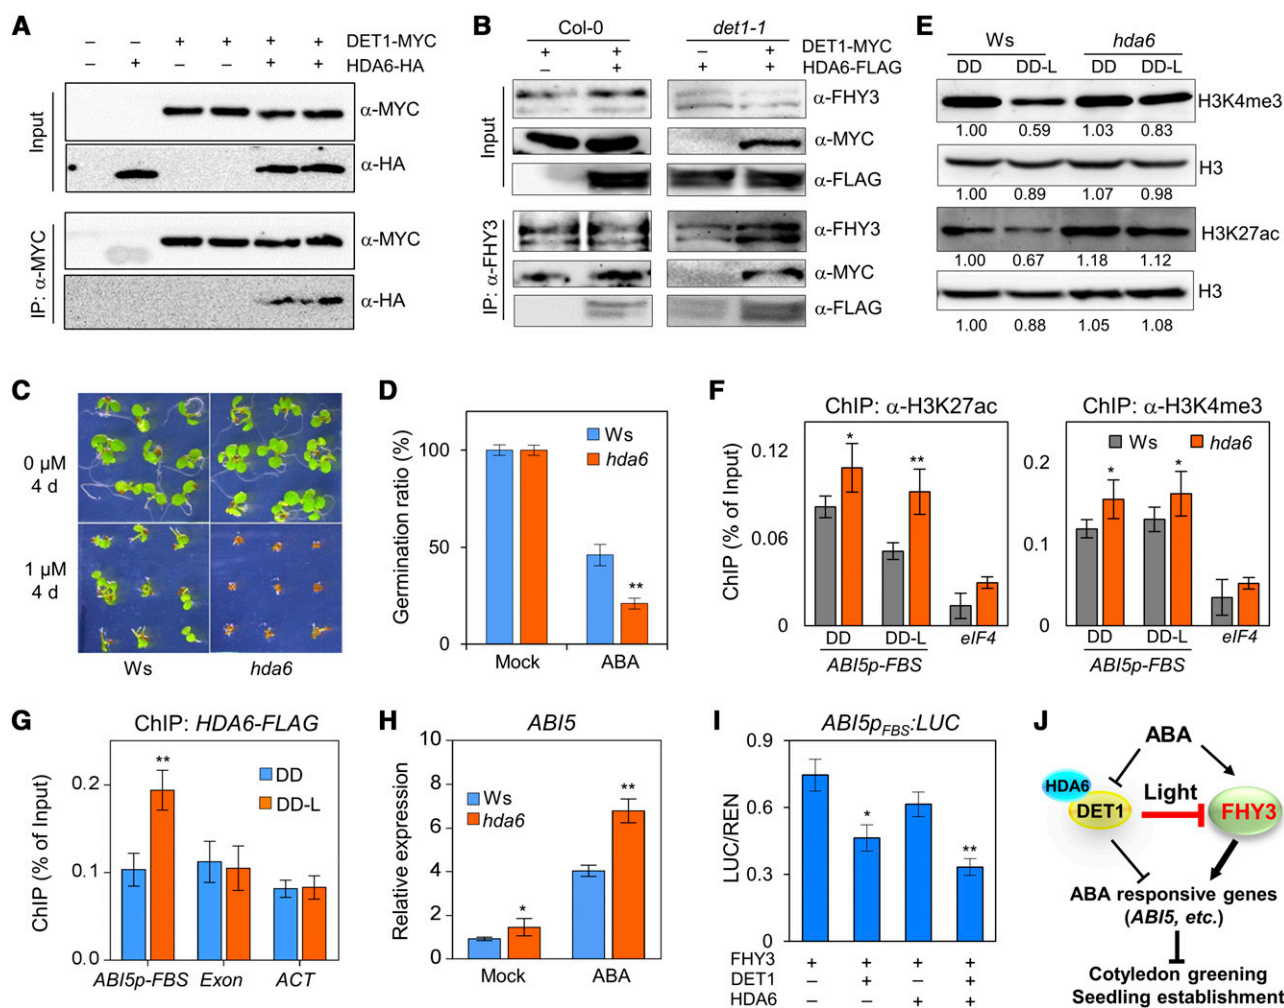 A
– – + + + + DET1-MYC
– + – – + + HDA6-HA
Input
α-MYC
α-HA
IP: α-MYC
α-MYC
α-HA
B
Col-0 det1-1
+ + – + DET1-MYC
– + + + HDA6-FLAG
Input
α-FHY3
α-MYC
α-FLAG
IP: α-FHY3
α-FHY3
α-MYC
α-FLAG
E
Ws hda6
DD DD-L DD DD-L
H3K4me3
1.00 0.59 1.03 0.83
H3
1.00 0.89 1.07 0.98
H3K27ac
1.00 0.67 1.18 1.12
H3
1.00 0.88 1.05 1.08
C
0 µM
4 d
1 µM
4 d
Ws hda6
D
Germination ratio (%)
100
50
0
Ws
hda6
**
Mock ABA
F
ChIP: α-H3K27ac
ChIP (% of Input)
0.12
0.06
0
*
**
DD DD-L eIF4
ABI5p-FBS
ChIP: α-H3K4me3
Ws hda6
0.2
0.1
0
*
*
DD DD-L eIF4
ABI5p-FBS
G
ChIP: HDA6-FLAG
ChIP (% of Input)
0.2
0.1
0.0
**
DD
DD-L
ABI5p-FBS Exon ACT
H
ABI5
Relative expression
10
8
6
4
2
0
Ws
hda6
*
**
Mock ABA
I
ABI5pFBS:LUC
LUC/REN
0.9
0.6
0.3
0
*
**
FHY3 + + + +
DET1 – + – +
HDA6 – – + +
J
ABA
HDA6
DET1
Light
FHY3
ABA responsive genes
(ABI5, etc.)
Cotyledon greening
Seedling establishment